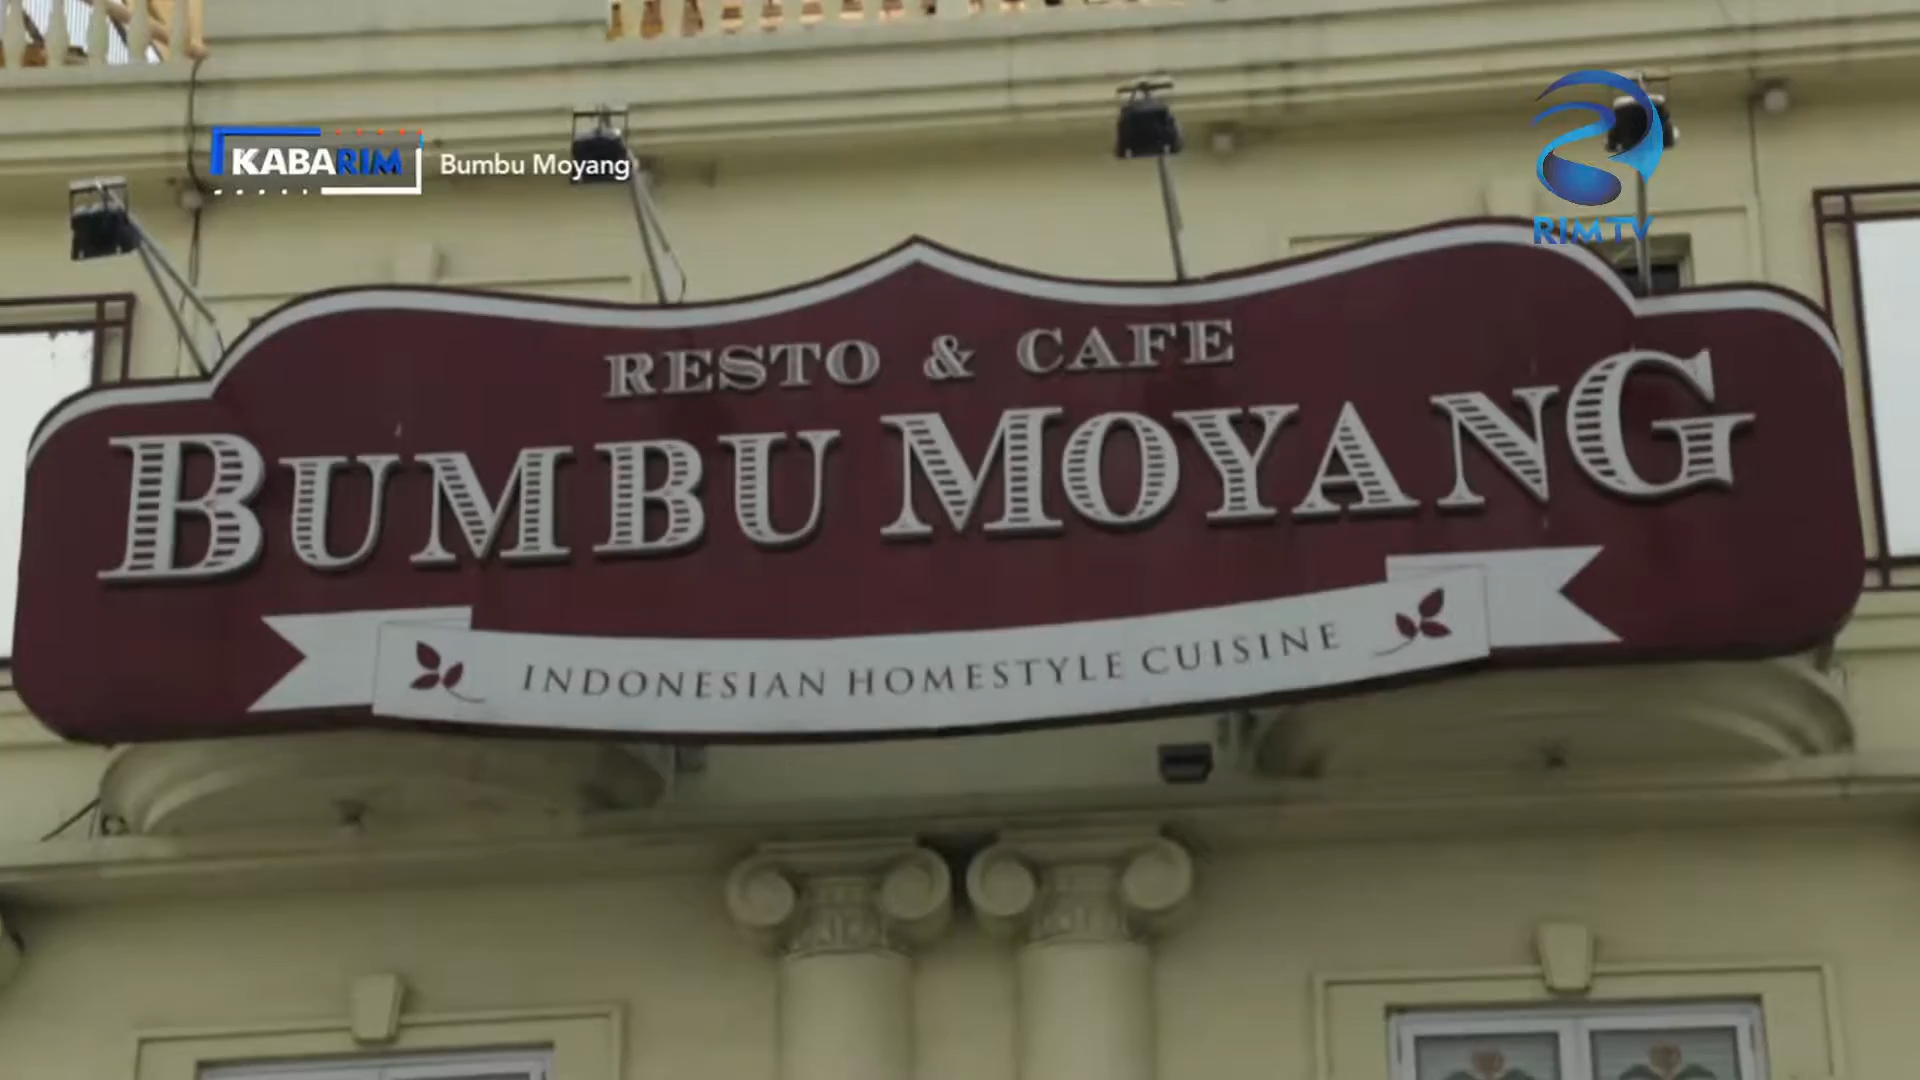 KABARIM
Bumbu Moyang
RIMTV
RESTO & CAFE
BUMBU MOYANG
INDONESIAN HOMESTYLE CUISINE